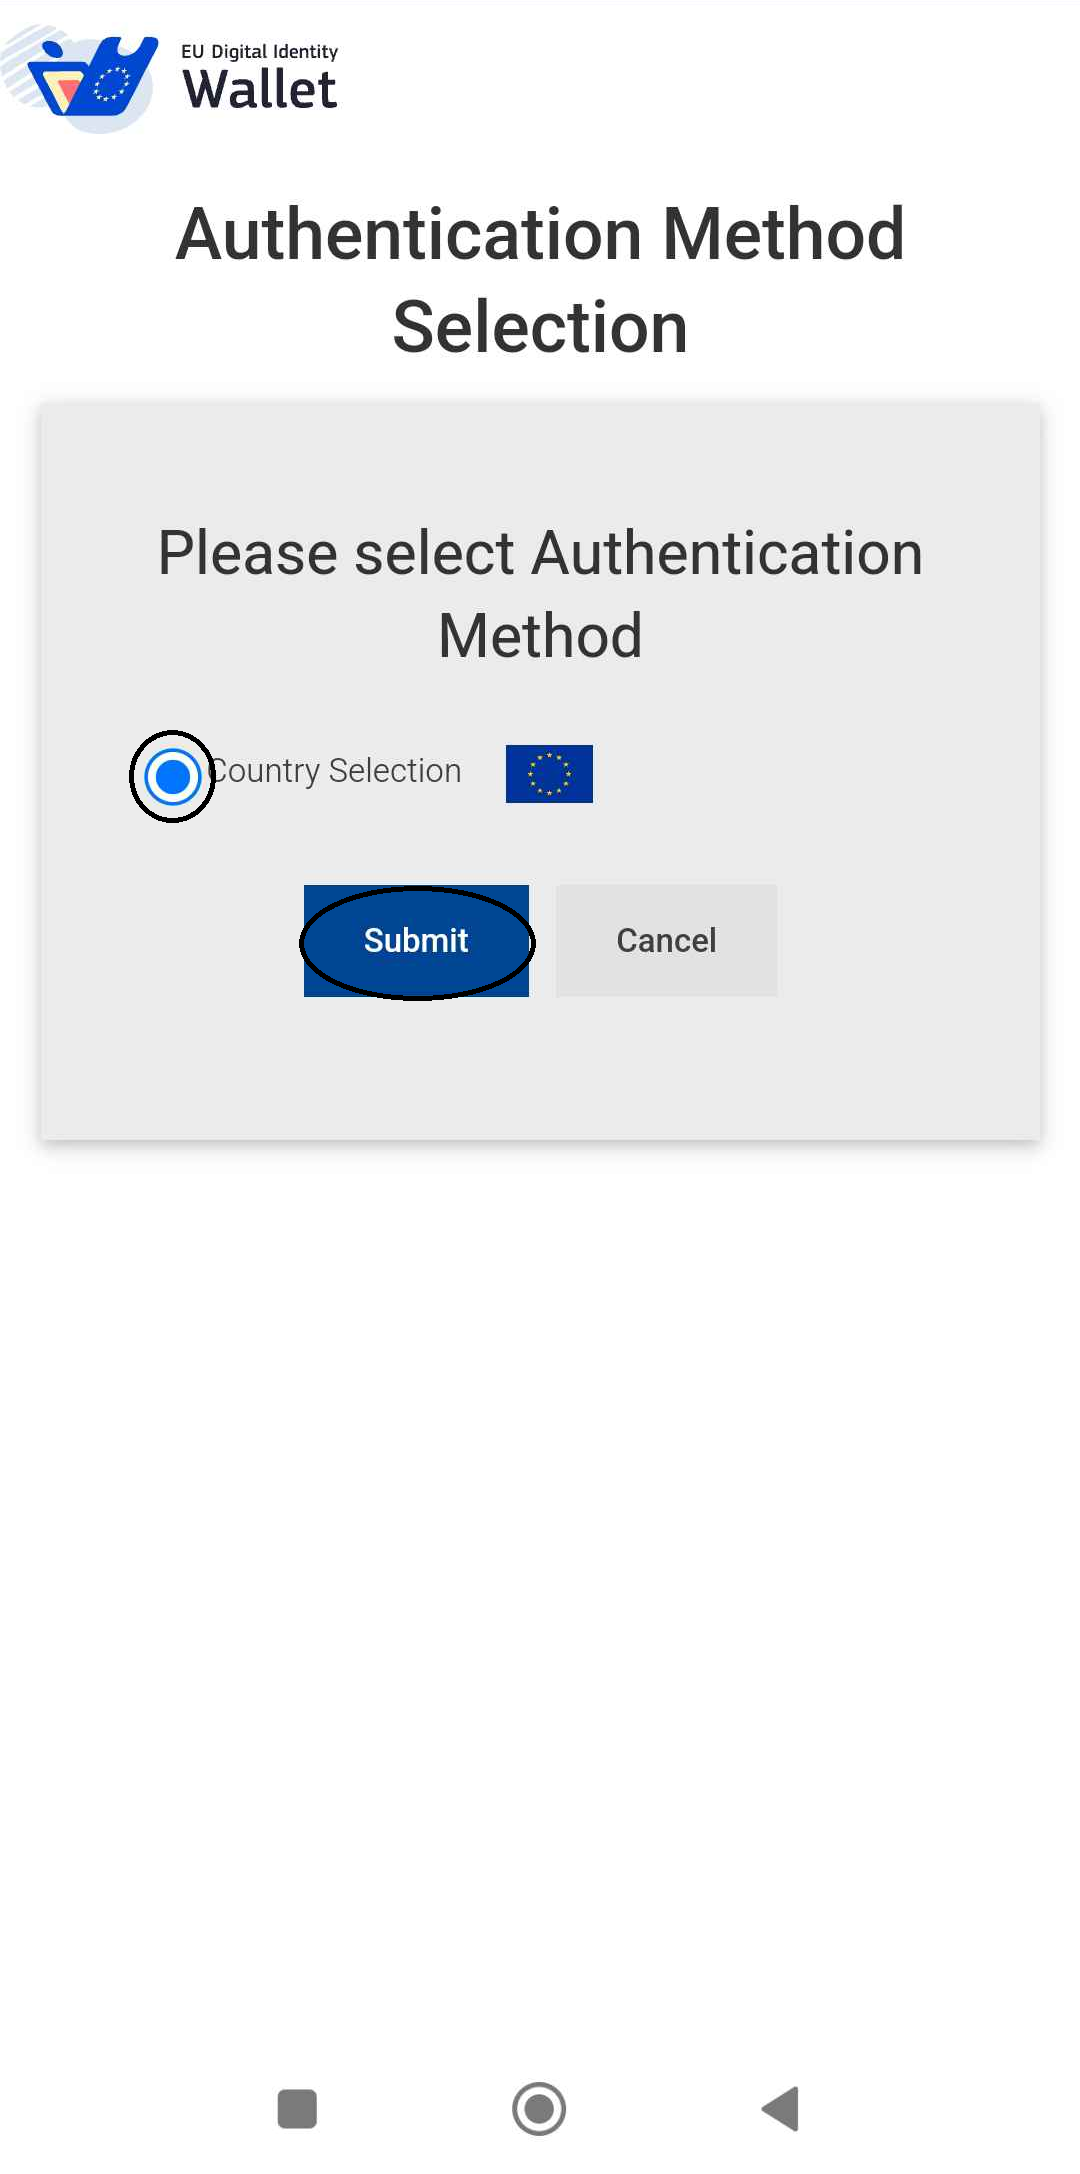 EU Digital Identity
Wallet
Authentication Method
Selection
Please select Authentication
Method
Country Selection
Submit
Cancel